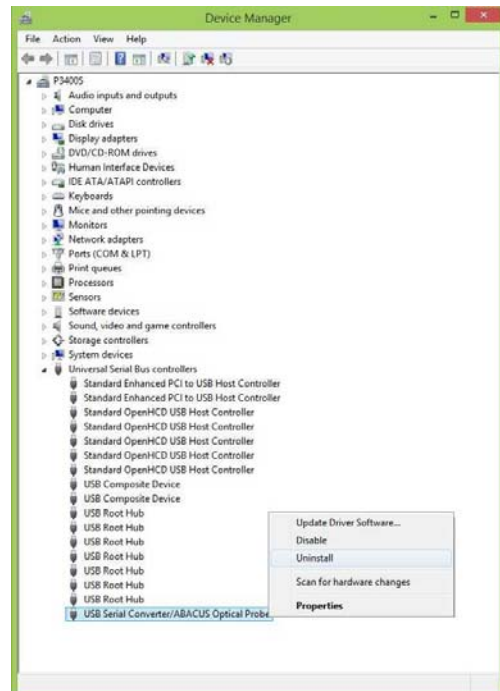 Device Manager
File Action View Help
P3400S
Audio inputs and outputs
Computer
Disk drives
Display adapters
DVD/CD-ROM drives
Human Interface Devices
IDE ATA/ATAPI controllers
Keyboards
Mice and other pointing devices
Monitors
Network adapters
Ports (COM & LPT)
Print queues
Processors
Sensors
Software devices
Sound, video and game controllers
Storage controllers
System devices
Universal Serial Bus controllers
Standard Enhanced PCI to USB Host Controller
Standard Enhanced PCI to USB Host Controller
Standard OpenHCD USB Host Controller
Standard OpenHCD USB Host Controller
Standard OpenHCD USB Host Controller
Standard OpenHCD USB Host Controller
Standard OpenHCD USB Host Controller
USB Composite Device
USB Composite Device
USB Root Hub
USB Root Hub
USB Root Hub
USB Root Hub
USB Root Hub
USB Root Hub
USB Root Hub
USB Serial Converter/ABACUS Optical Probe
Update Driver Software...
Disable
Uninstall
Scan for hardware changes
Properties